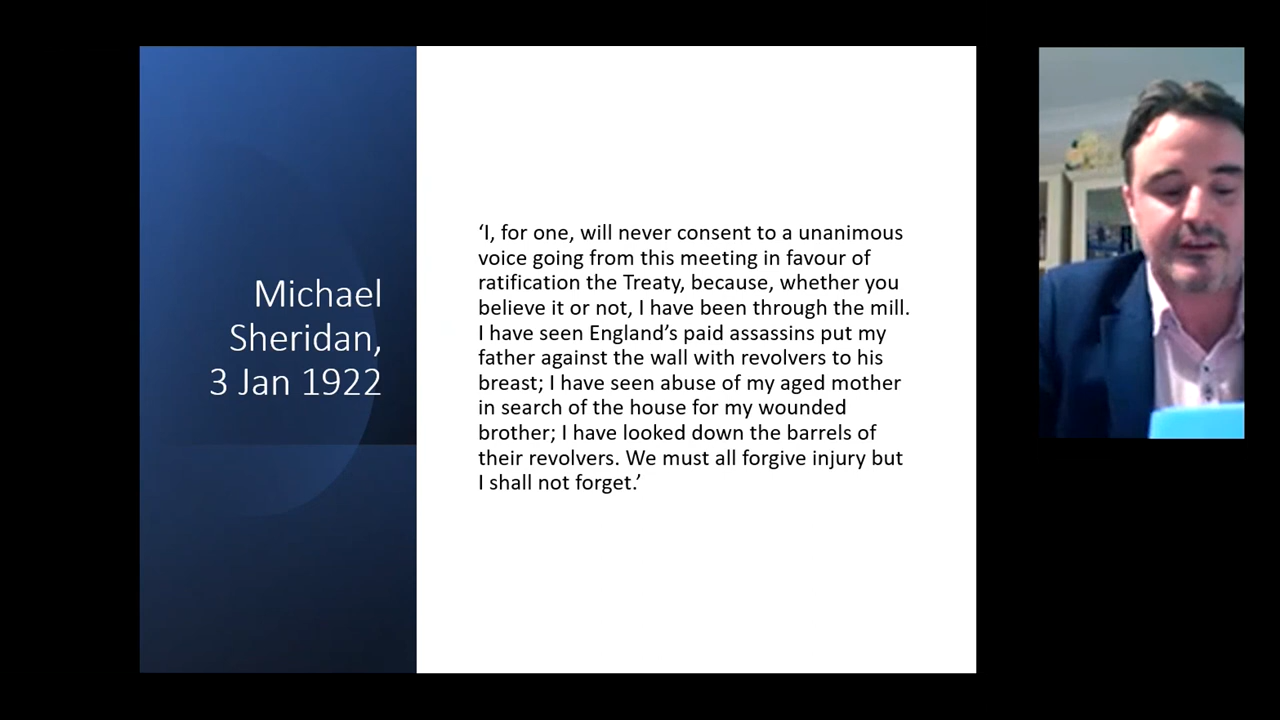 Michael
Sheridan,
3 Jan 1922
‘I, for one, will never consent to a unanimous
voice going from this meeting in favour of
ratification the Treaty, because, whether you
believe it or not, I have been through the mill.
I have seen England’s paid assassins put my
father against the wall with revolvers to his
breast; I have seen abuse of my aged mother
in search of the house for my wounded
brother; I have looked down the barrels of
their revolvers. We must all forgive injury but
I shall not forget.’